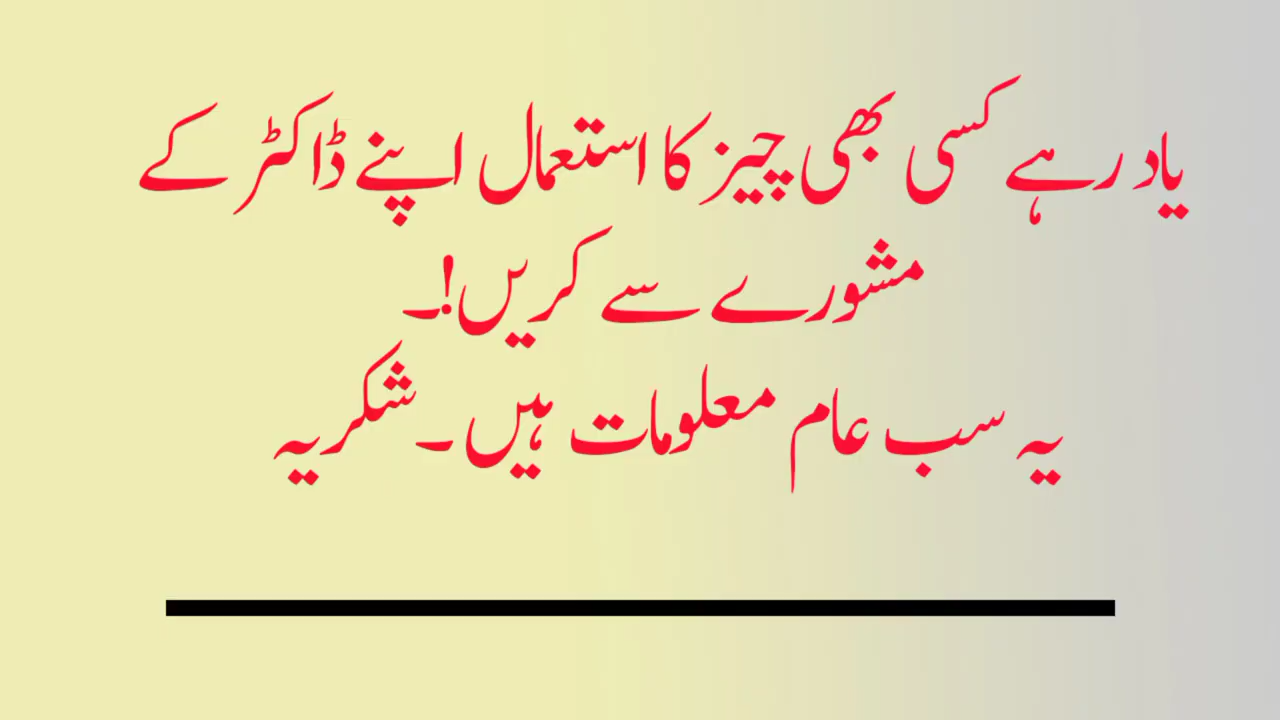 یاد رہے کسی بھی چیز کا استعمال اپنے ڈاکٹر کے
مشورے سے کریں!۔
یہ سب عام معلومات ہیں ۔ شکریہ